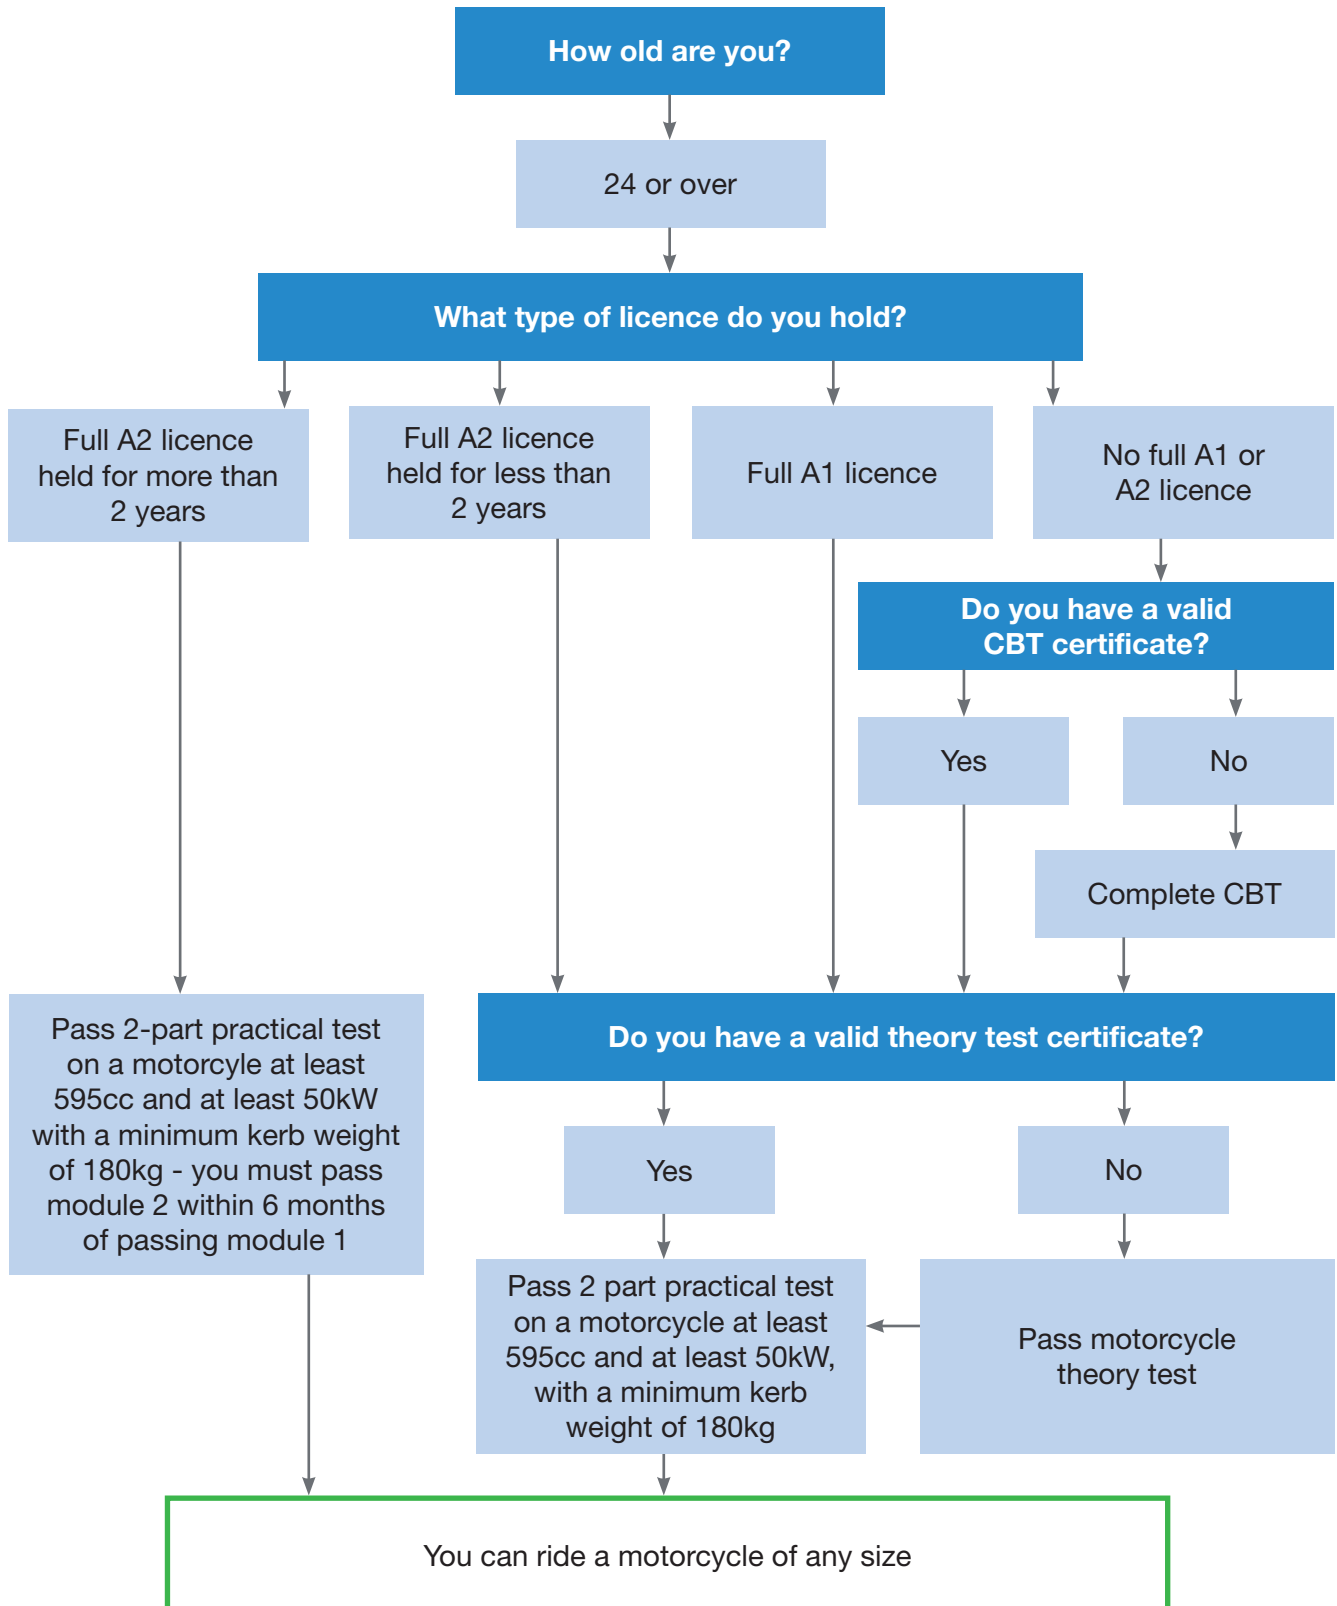 How old are you?
24 or over
What type of licence do you hold?
Full A2 licence
held for more than
2 years
Full A2 licence
held for less than
2 years
Full A1 licence
No full A1 or
A2 licence
Do you have a valid
CBT certificate?
Yes
No
Complete CBT
Pass 2-part practical test
on a motorcyle at least
595cc and at least 50kW
with a minimum kerb weight
of 180kg - you must pass
module 2 within 6 months
of passing module 1
Do you have a valid theory test certificate?
Yes
No
Pass 2 part practical test
on a motorcycle at least
595cc and at least 50kW,
with a minimum kerb
weight of 180kg
Pass motorcycle
theory test
You can ride a motorcycle of any size